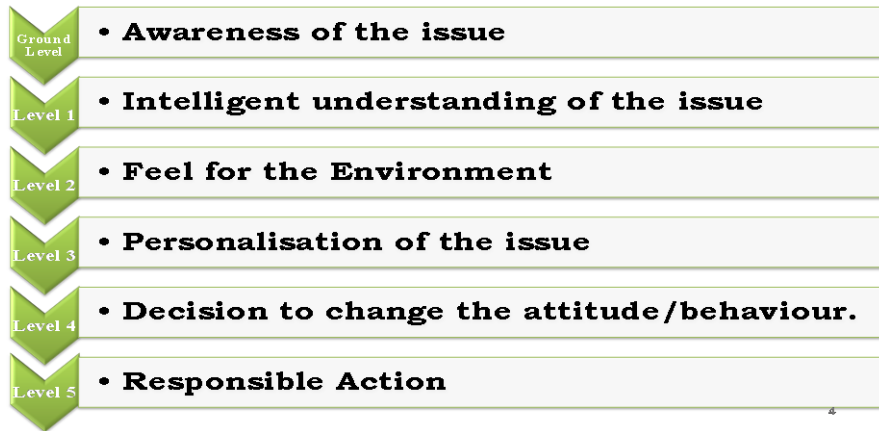 Ground
Level
• Awareness of the issue
Level 1
• Intelligent understanding of the issue
Level 2
• Feel for the Environment
Level 3
• Personalisation of the issue
Level 4
• Decision to change the attitude/behaviour.
Level 5
• Responsible Action
4